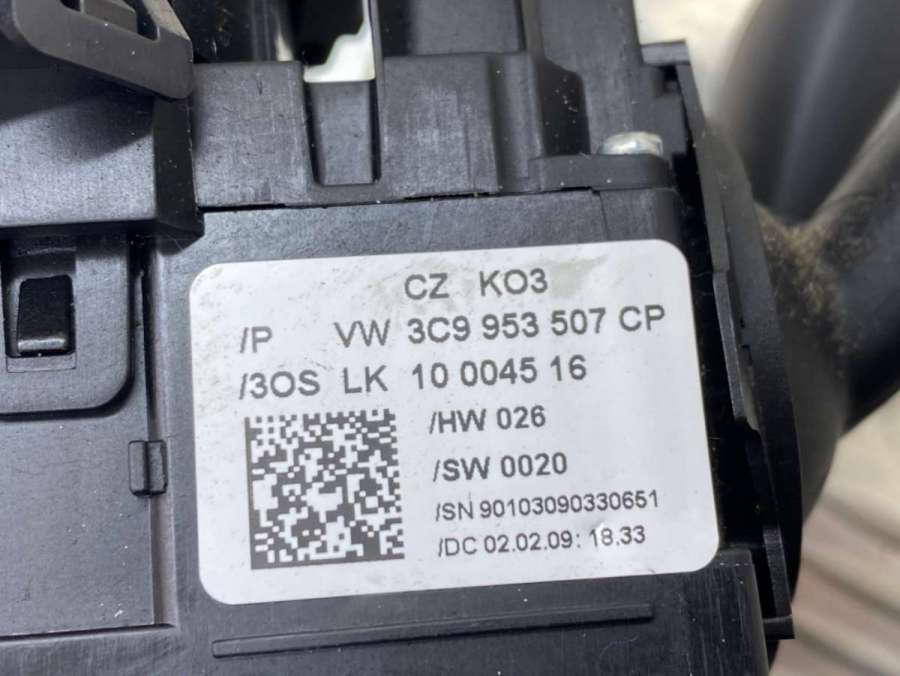 CZ KO3
/P VW 3C9 953 507 CP
/3OS LK 10 0045 16
/HW 026
/SW 0020
/SN 90103090330651
/DC 02.02.09: 18.33